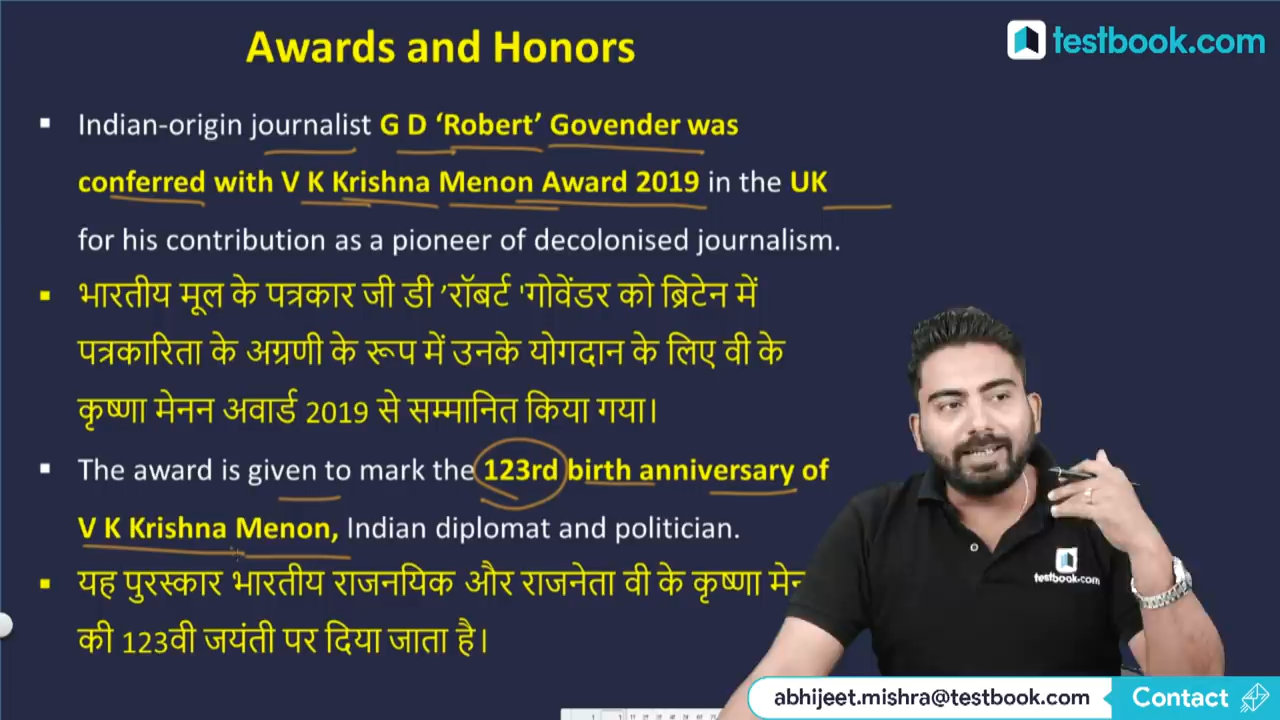 Awards and Honors
testbook.com
Indian-origin journalist G D ‘Robert’ Govender was
conferred with V K Krishna Menon Award 2019 in the UK
for his contribution as a pioneer of decolonised journalism.
भारतीय मूल के पत्रकार जी डी ’रॉबर्ट 'गोवेंडर को ब्रिटेन में
पत्रकारिता के अग्रणी के रूप में उनके योगदान के लिए वी के
कृष्णा मेनन अवार्ड 2019 से सम्मानित किया गया।
The award is given to mark the 123rd birth anniversary of
V K Krishna Menon, Indian diplomat and politician.
यह पुरस्कार भारतीय राजनयिक और राजनेता वी के कृष्णा मेन
की 123वी जयंती पर दिया जाता है।
testbook.com
abhijeet.mishra@testbook.com Contact